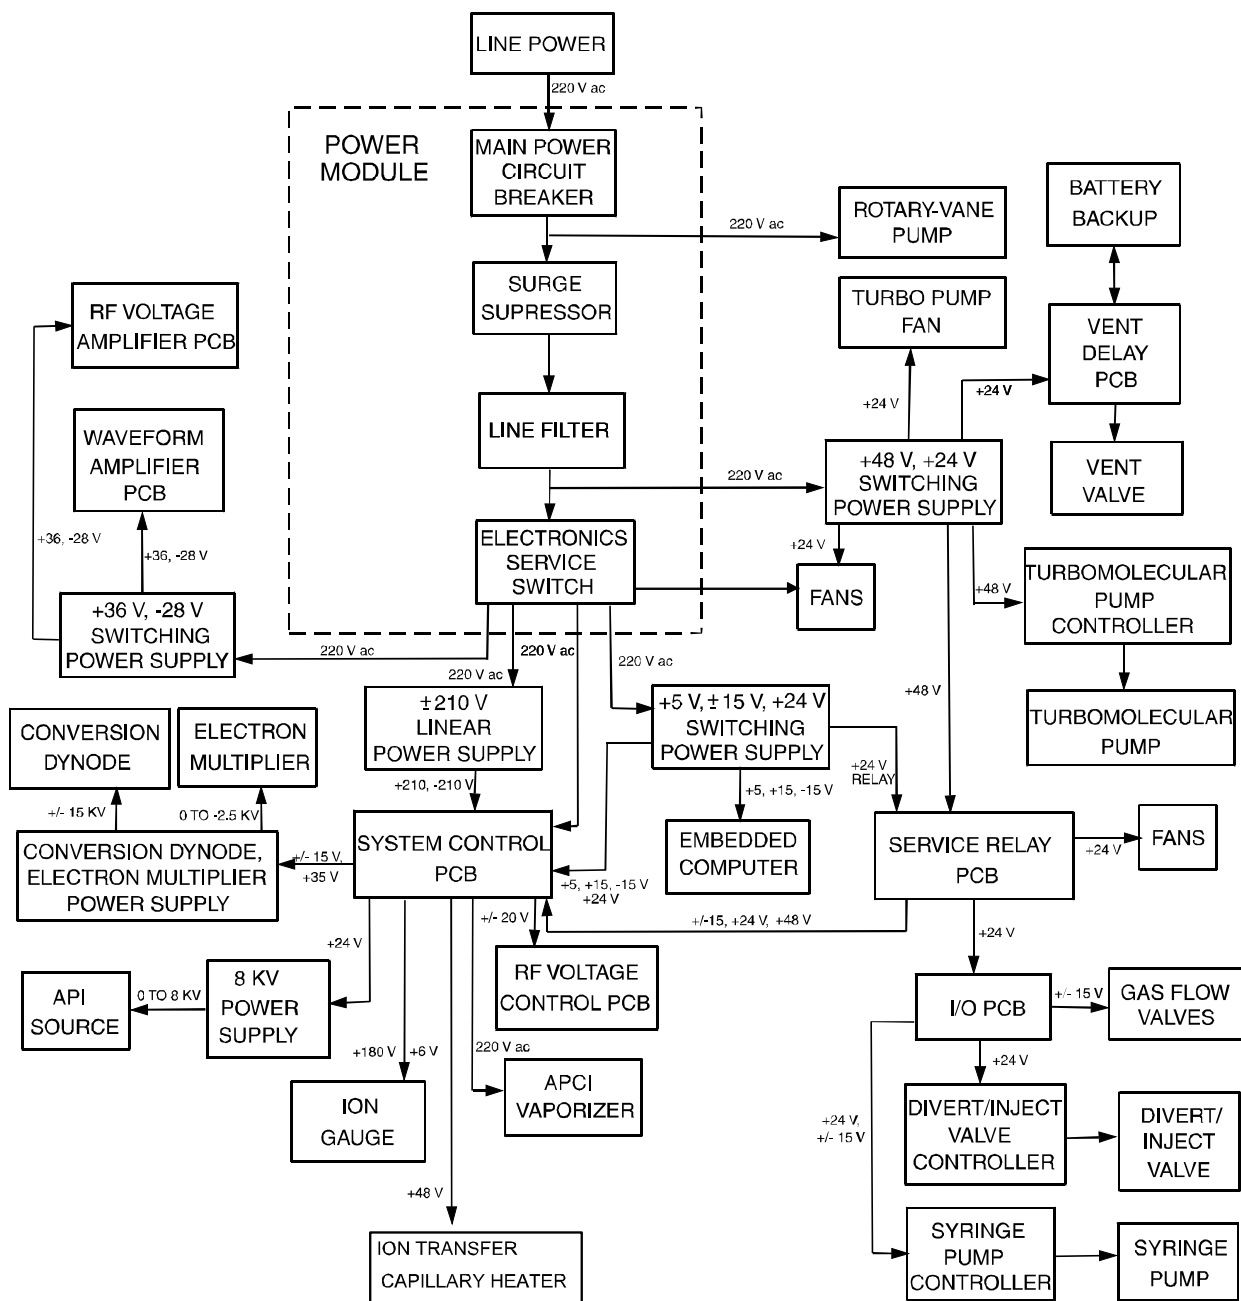 LINE POWER
220 V ac
POWER
MODULE
MAIN POWER
CIRCUIT
BREAKER
220 V ac
ROTARY-VANE
PUMP
BATTERY
BACKUP
SURGE
SUPRESSOR
TURBO PUMP
FAN
RF VOLTAGE
AMPLIFIER PCB
VENT
DELAY
PCB
+24 V
+24 V
LINE FILTER
WAVEFORM
AMPLIFIER
PCB
220 V ac
+48 V, +24 V
SWITCHING
POWER SUPPLY
VENT
VALVE
+36, -28 V
+36, -28 V
ELECTRONICS
SERVICE
SWITCH
+24 V
FANS
+48 V
TURBOMOLECULAR
PUMP
CONTROLLER
+36 V, -28 V
SWITCHING
POWER SUPPLY
220 V ac
220 V ac
220 V ac
220 V ac
+48 V
±210 V
LINEAR
POWER SUPPLY
+5 V, ±15 V, +24 V
SWITCHING
POWER SUPPLY
TURBOMOLECULAR
PUMP
CONVERSION
DYNODE
ELECTRON
MULTIPLIER
+24 V
RELAY
+210, -210 V
+5, +15, -15 V
+/- 15 KV
0 TO -2.5 KV
SYSTEM CONTROL
PCB
EMBEDDED
COMPUTER
SERVICE RELAY
PCB
+24 V
FANS
CONVERSION DYNODE,
ELECTRON MULTIPLIER
POWER SUPPLY
+/- 15 V,
+35 V
+5, +15, -15 V
+24 V
+/- 20 V
+/-15, +24 V, +48 V
+24 V
+24 V
RF VOLTAGE
CONTROL PCB
API
SOURCE
0 TO 8 KV
8 KV
POWER
SUPPLY
I/O PCB
+/- 15 V
GAS FLOW
VALVES
+180 V
+6 V
220 V ac
+24 V
ION
GAUGE
APCI
VAPORIZER
DIVERT/INJECT
VALVE
CONTROLLER
DIVERT/
INJECT
VALVE
+24 V,
+/- 15 V
+48 V
ION TRANSFER
CAPILLARY HEATER
SYRINGE
PUMP
CONTROLLER
SYRINGE
PUMP